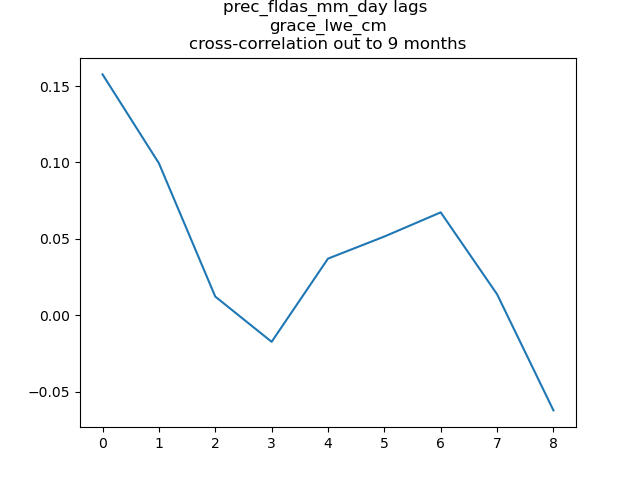 prec_fldas_mm_day lags
grace_lwe_cm
cross-correlation out to 9 months
0.15
0.10
0.05
0.00
−0.05
0 1 2 3 4 5 6 7 8